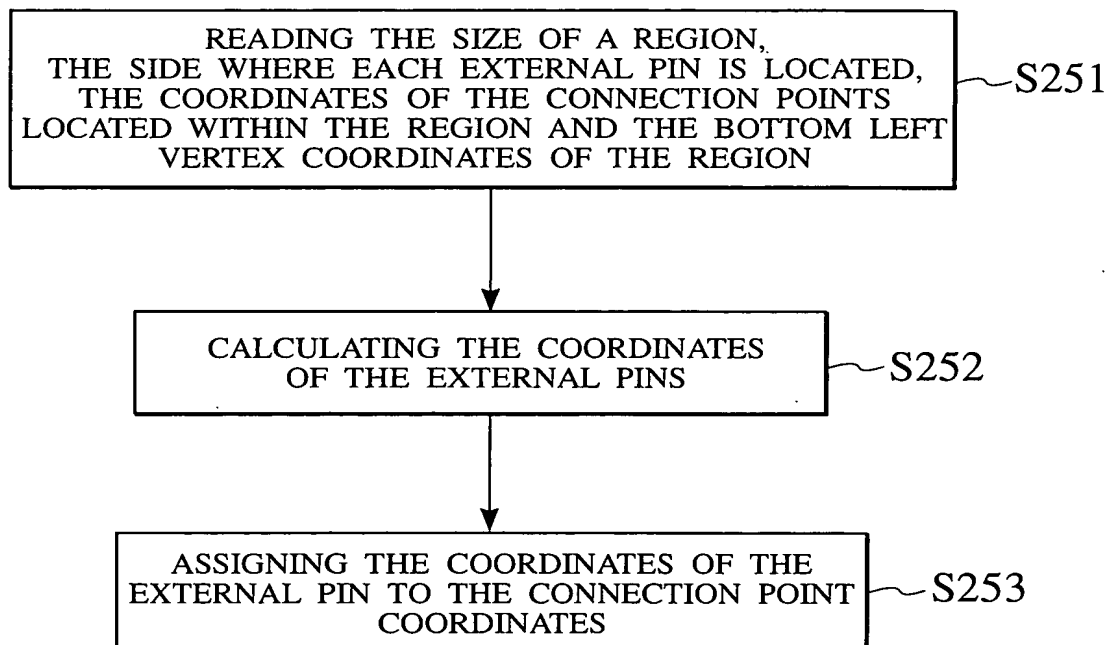 READING THE SIZE OF A REGION,
THE SIDE WHERE EACH EXTERNAL PIN IS LOCATED,
THE COORDINATES OF THE CONNECTION POINTS
LOCATED WITHIN THE REGION AND THE BOTTOM LEFT
VERTEX COORDINATES OF THE REGION
S251
CALCULATING THE COORDINATES
OF THE EXTERNAL PINS
S252
ASSIGNING THE COORDINATES OF THE
EXTERNAL PIN TO THE CONNECTION POINT
COORDINATES
S253